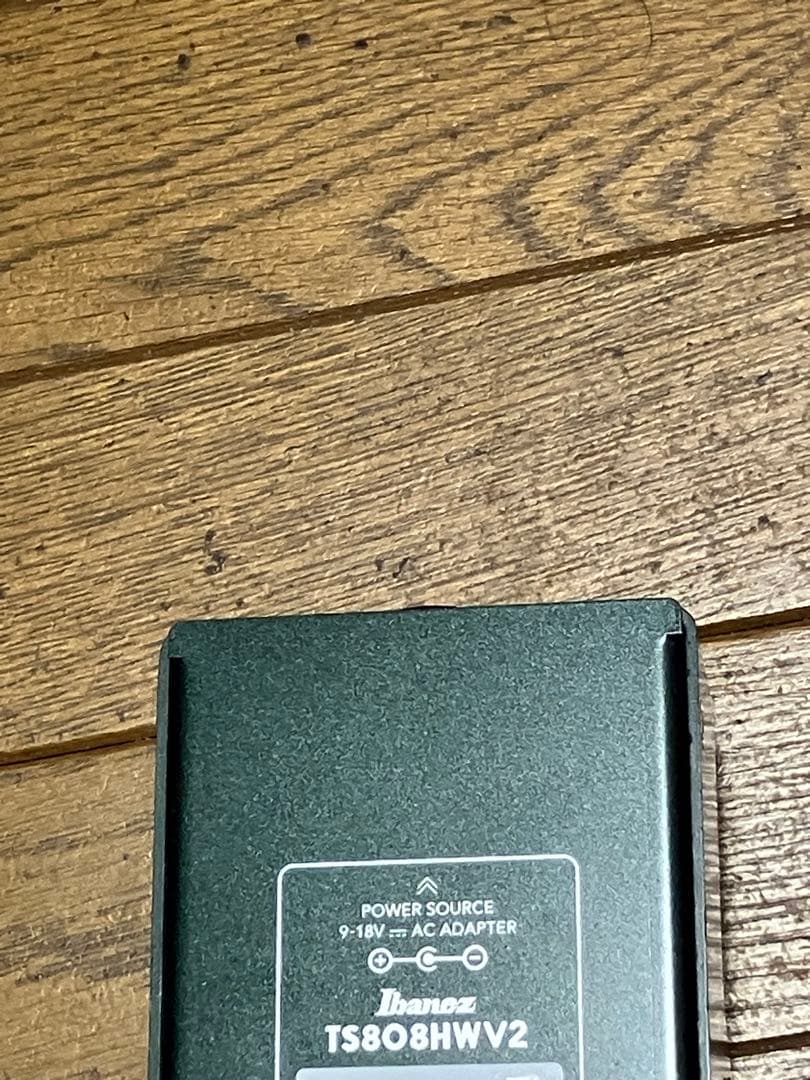 POWER SOURCE
9-18V ⎓ AC ADAPTER
Ibanez
TS808HWV2